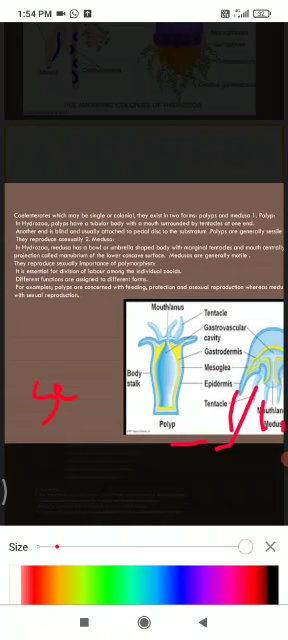 1:54 PM
52
POLYMORPHIC COLONIES OF HYDROZOA
Coelenterates which may be single or colonial, they exist in two forms- polyps and medusa 1. Polyp:
In Hydrozoa, polyps have a tubular body with a mouth surrounded by tentacles at one end.
Another end is blind and usually attached to pedal disc to the substratum .Polyps are generally sessile
They reproduce asexually 2. Medusa:
In Hydrozoa, medusa has a bowl or umbrella shaped body with marginal tentacles and mouth centrally
projection called manubrium of the lower concave surface. Medusas are generally motile .
They reproduce sexually Importance of polymorphism:
It is essential for division of labour among the individual zooids.
Different functions are assigned to different forms.
For examples; polyps are concerned with feeding, protection and asexual reproduction whereas medu
with sexual reproduction.
Mouth/anus
Tentacle
Gastrovascular
cavity
Gastrodermis
Mesoglea
Body
stalk
Epidermis
Tentacle
Mouth/an
Polyp
Medus
Size